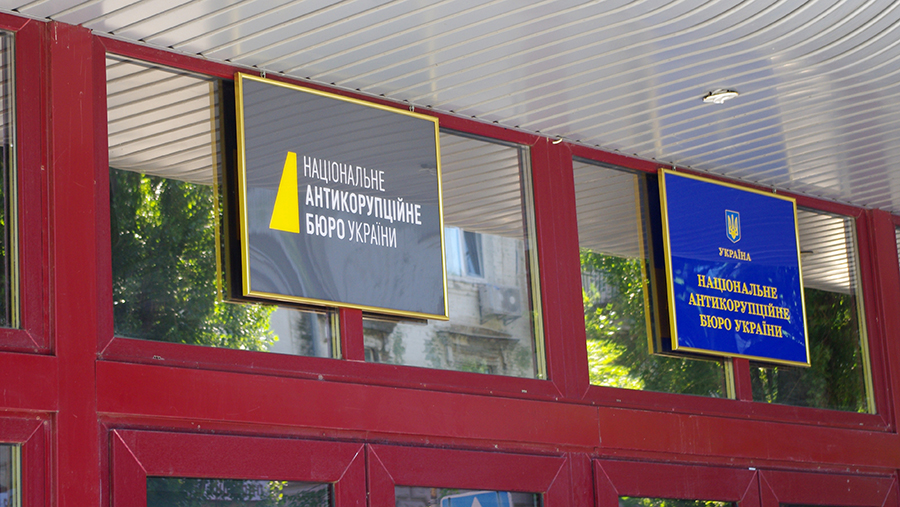 НАЦІОНАЛЬНЕ
АНТИКОРУПЦІЙНЕ
БЮРО УКРАЇНИ
УКРАЇНА
НАЦІОНАЛЬНЕ
АНТИКОРУПЦІЙНЕ
БЮРО УКРАЇНИ